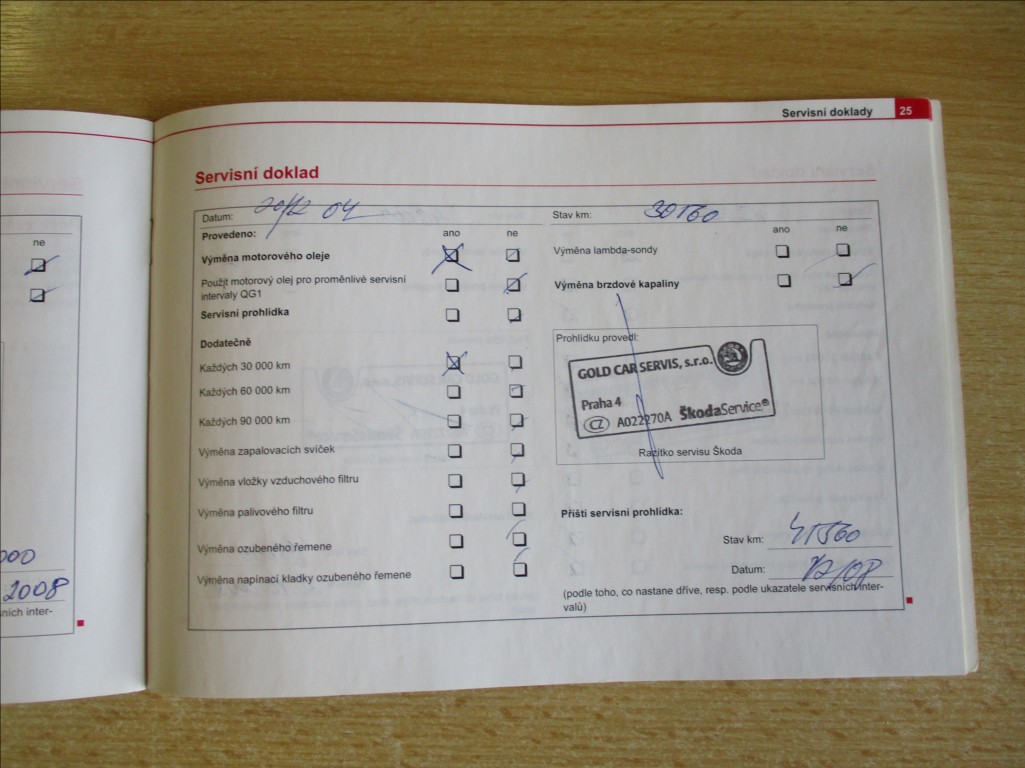 Servisní doklady 25
Servisní doklad
Datum: 20/12 04
Stav km: 30560
Provedeno: ano ne
ano ne
Výměna motorového oleje
Použit motorový olej pro proměnlivé servisní
intervaly QG1
Servisní prohlídka
Dodatečně
Každých 30 000 km
Každých 60 000 km
Každých 90 000 km
Výměna zapalovacích svíček
Výměna vložky vzduchového filtru
Výměna palivového filtru
Výměna ozubeného řemene
Výměna napínací kladky ozubeného řemene
Výměna lambda-sondy
Výměna brzdové kapaliny
Prohlídku provedl:
GOLD CAR SERVIS, s.r.o.
Praha 4
CZ A022270A ŠkodaService®
Razítko servisu Škoda
Příští servisní prohlídka:
Stav km: 45560
Datum: 12/08
(podle toho, co nastane dříve, resp. podle ukazatele servisních inter-
valů)
ne
000
2008
sních inter-